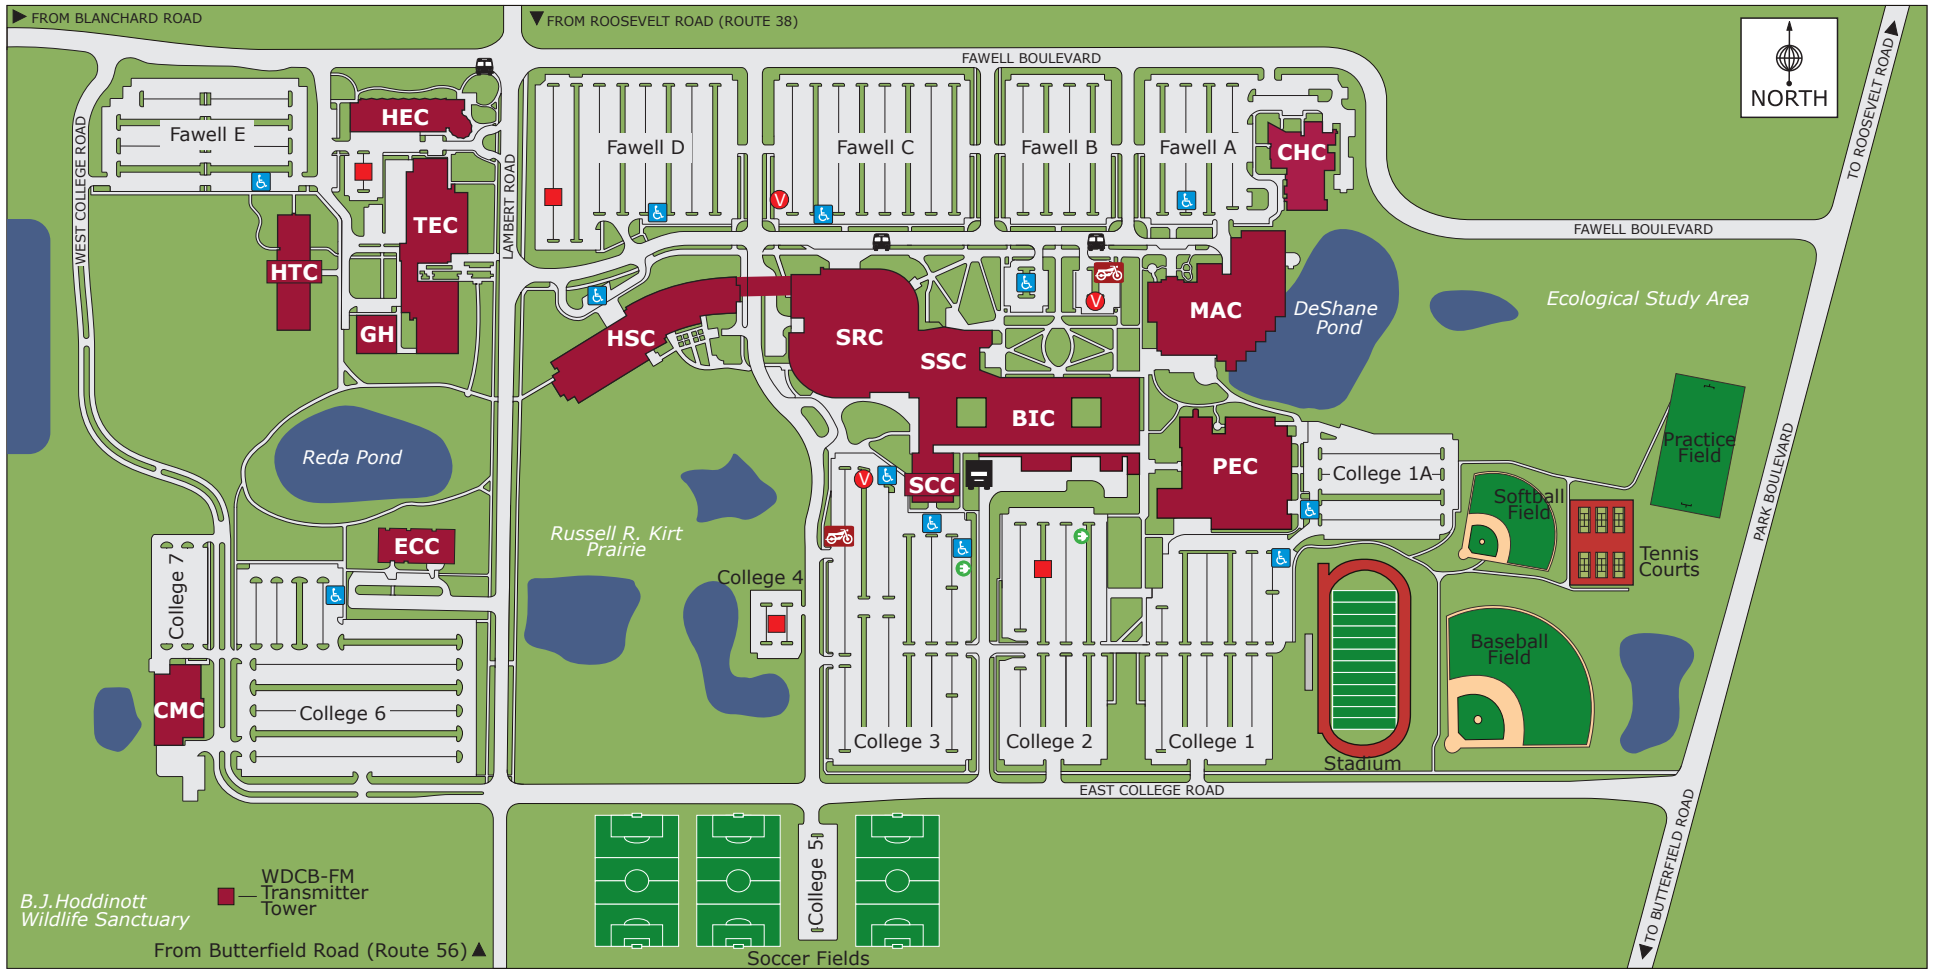 FROM BLANCHARD ROAD
FROM ROOSEVELT ROAD (ROUTE 38)
FAWELL BOULEVARD
TO ROOSEVELT ROAD
NORTH
WEST COLLEGE ROAD
Fawell E
HEC
LAMBERT ROAD
Fawell D
Fawell C
Fawell B
Fawell A
CHC
TEC
V
FAWELL BOULEVARD
HTC
GH
HSC
SRC
SSC
V
MAC
DeShane
Pond
Ecological Study Area
BIC
Reda Pond
PEC
College 1A
Practice
Field
PARK BOULEVARD
V
SCC
Softball
Field
Russell R. Kirt
Prairie
ECC
Tennis
Courts
College 7
College 4
Baseball
Field
CMC
College 6
College 3
College 2
College 1
Stadium
EAST COLLEGE ROAD
TO BUTTERFIELD ROAD
College 5
WDCB-FM
Transmitter
Tower
B.J.Hoddinott
Wildlife Sanctuary
From Butterfield Road (Route 56)
Soccer Fields